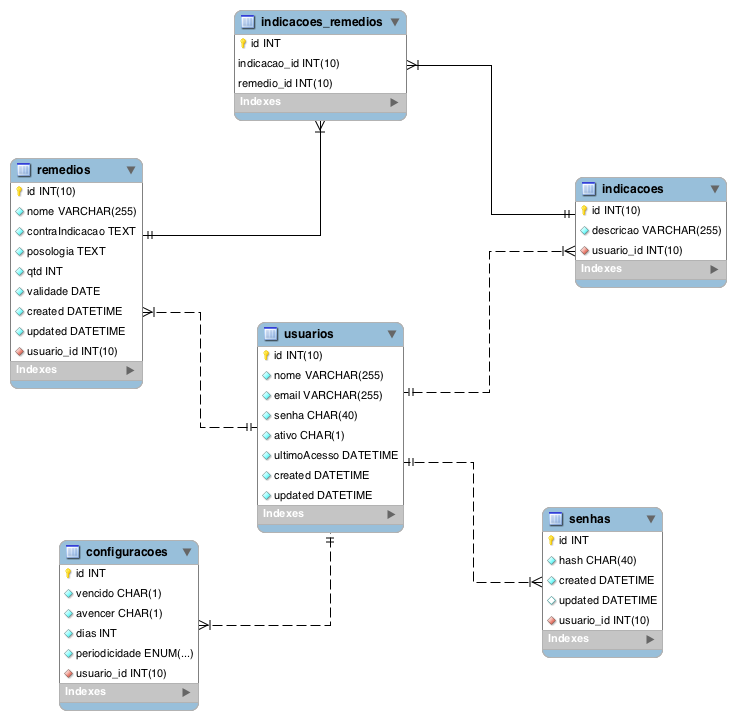 indicacoes_remedios
id INT
indicacao_id INT(10)
remedio_id INT(10)
Indexes
remedios
id INT(10)
nome VARCHAR(255)
contraIndicacao TEXT
posologia TEXT
qtd INT
validade DATE
created DATETIME
updated DATETIME
usuario_id INT(10)
Indexes
indicacoes
id INT(10)
descricao VARCHAR(255)
usuario_id INT(10)
Indexes
usuarios
id INT(10)
nome VARCHAR(255)
email VARCHAR(255)
senha CHAR(40)
ativo CHAR(1)
ultimoAcesso DATETIME
created DATETIME
updated DATETIME
Indexes
configuracoes
id INT
vencido CHAR(1)
avencer CHAR(1)
dias INT
periodicidade ENUM(...)
usuario_id INT(10)
Indexes
senhas
id INT
hash CHAR(40)
created DATETIME
updated DATETIME
usuario_id INT(10)
Indexes